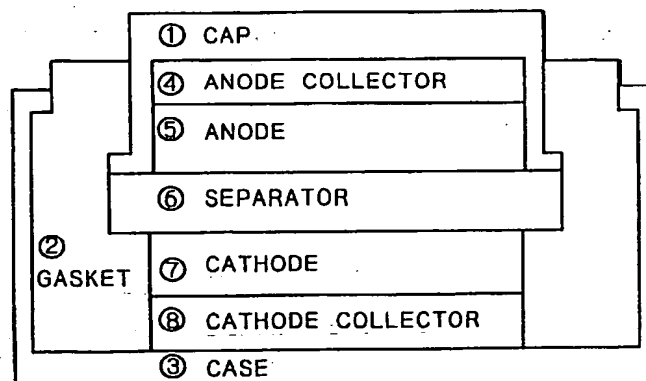 ① CAP
④ ANODE COLLECTOR
⑤ ANODE
⑥ SEPARATOR
② GASKET
⑦ CATHODE
⑧ CATHODE COLLECTOR
③ CASE